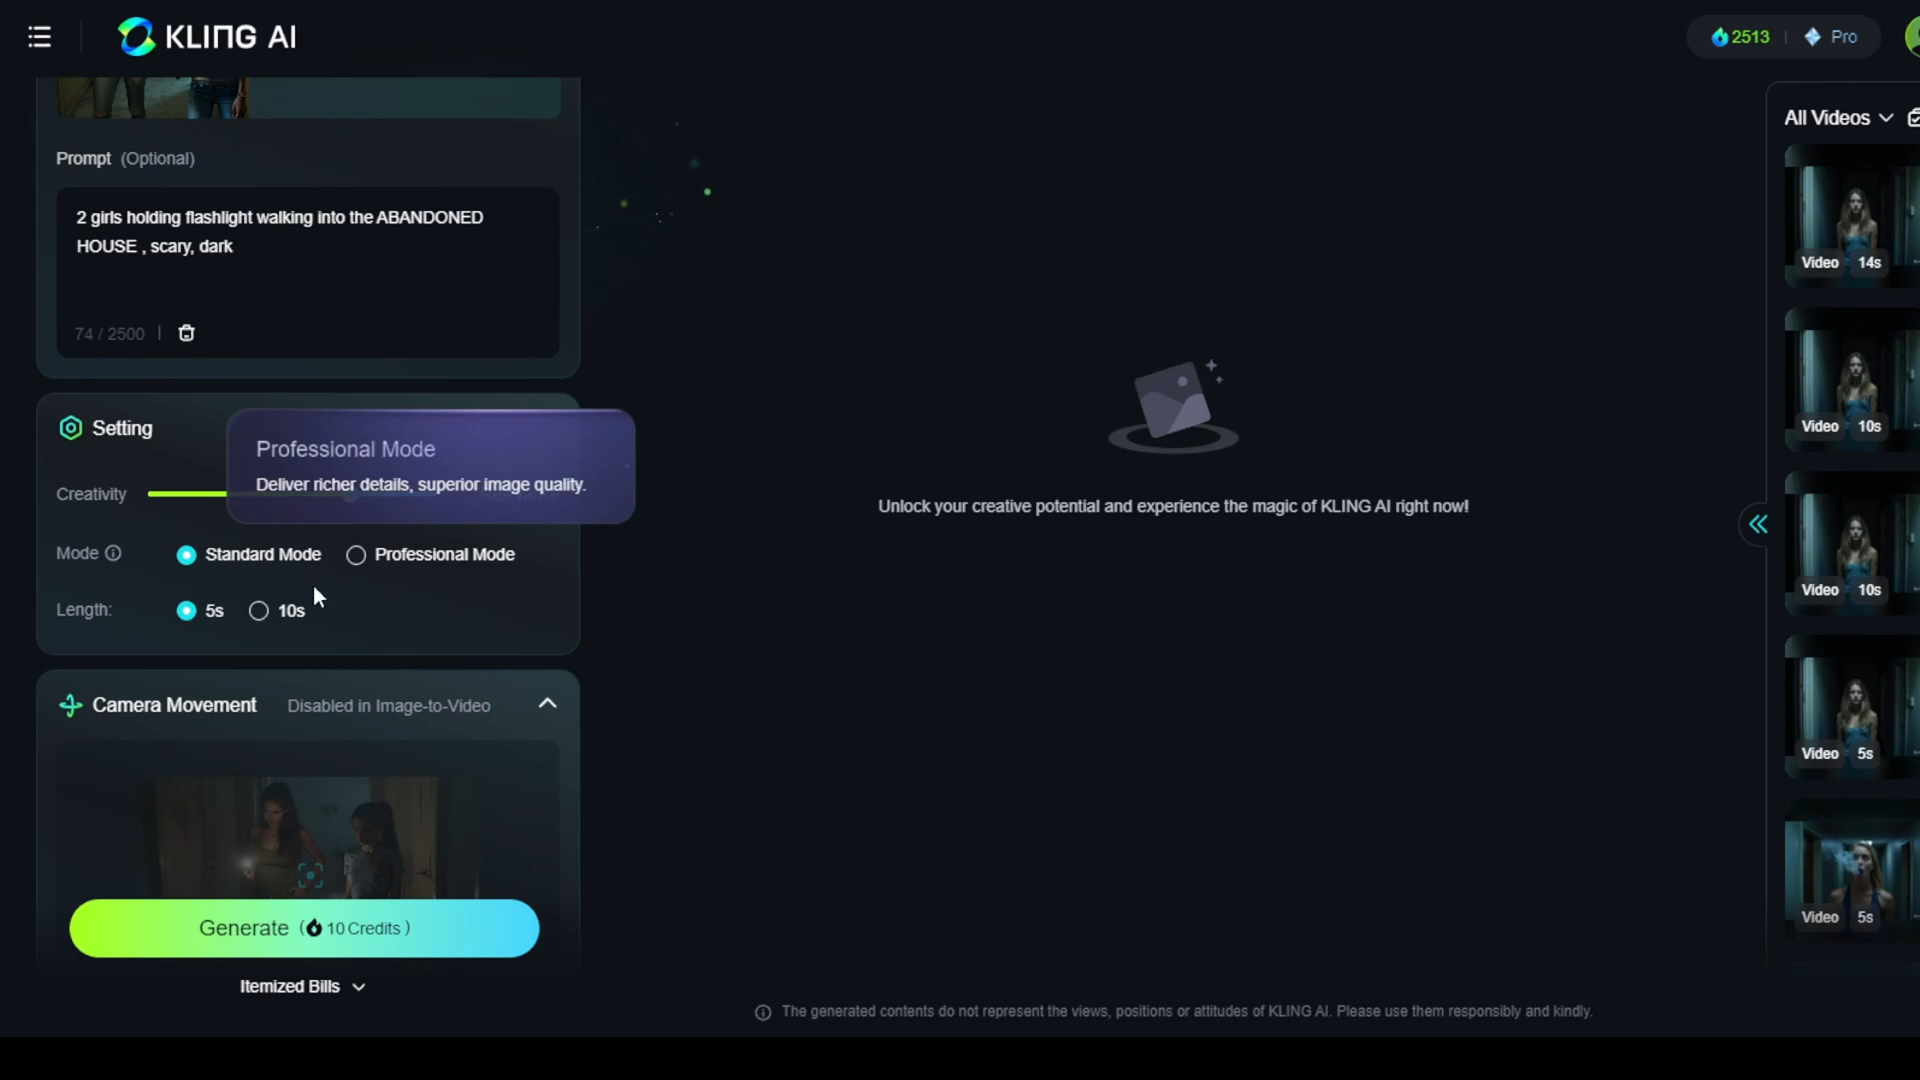 KLING AI
2513
Pro
All Videos
Prompt (Optional)
2 girls holding flashlight walking into the ABANDONED
HOUSE , scary, dark
74 / 2500
Setting
Professional Mode
Deliver richer details, superior image quality.
Creativity
Mode
Standard Mode
Professional Mode
Length:
5s
10s
Camera Movement
Disabled in Image-to-Video
Generate ( 10 Credits )
Itemized Bills
Unlock your creative potential and experience the magic of KLING AI right now!
Video 14s
Video 10s
Video 10s
Video 5s
Video 5s
The generated contents do not represent the views, positions or attitudes of KLING AI. Please use them responsibly and kindly.